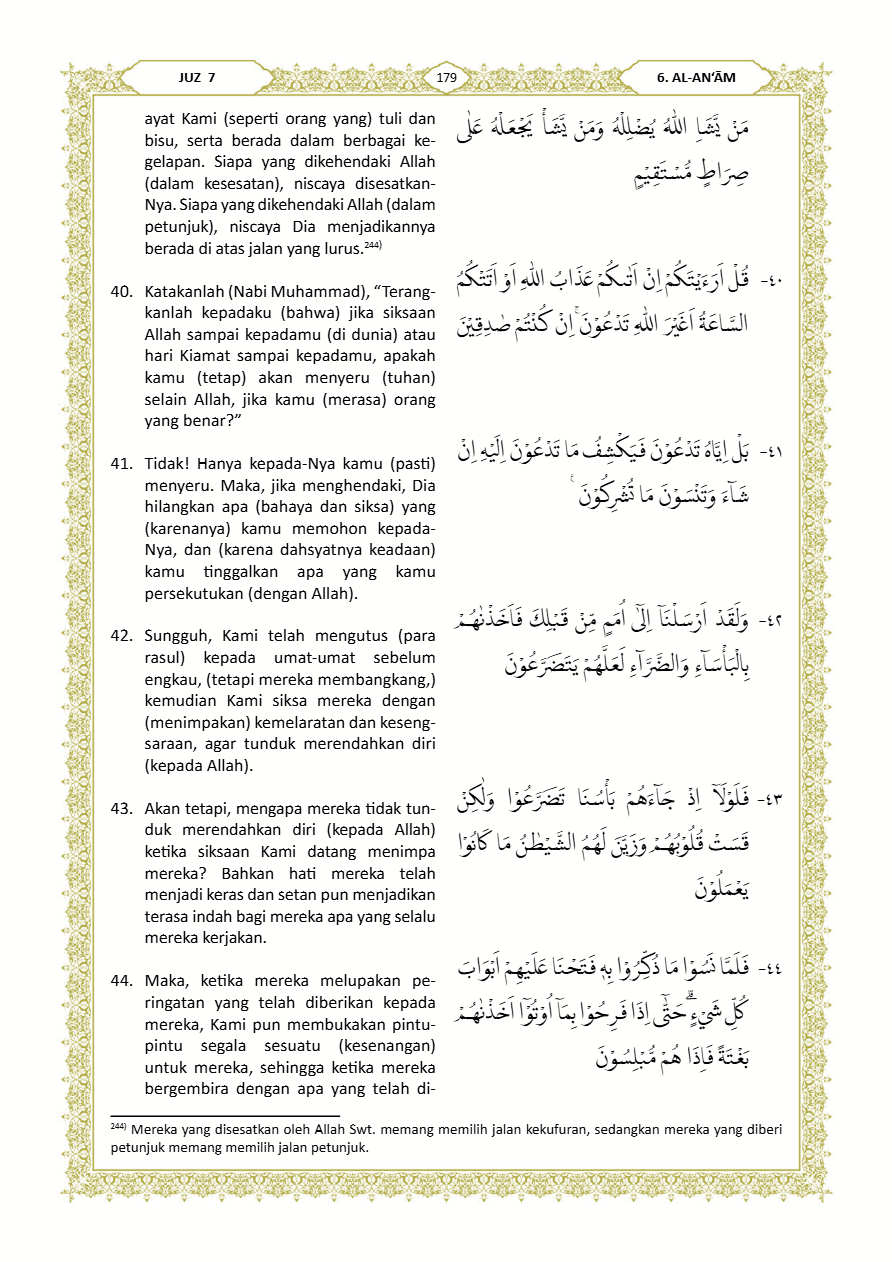 JUZ 7
179
6. AL-AN‘ĀM
ayat Kami (seperti orang yang) tuli dan
bisu, serta berada dalam berbagai ke-
gelapan. Siapa yang dikehendaki Allah
(dalam kesesatan), niscaya disesatkan-
Nya. Siapa yang dikehendaki Allah (dalam
petunjuk), niscaya Dia menjadikannya
berada di atas jalan yang lurus.²⁴⁴⁾
مَنْ يَّشَاِ اللّٰهُ يُضْلِلْهُ وَمَنْ يَّشَأْ يَجْعَلْهُ عَلٰى
صِرَاطٍ مُّسْتَقِيْمٍ
40. Katakanlah (Nabi Muhammad), “Terang-
kanlah kepadaku (bahwa) jika siksaan
Allah sampai kepadamu (di dunia) atau
hari Kiamat sampai kepadamu, apakah
kamu (tetap) akan menyeru (tuhan)
selain Allah, jika kamu (merasa) orang
yang benar?”
٤٠- قُلْ اَرَءَيْتَكُمْ اِنْ اَتٰىكُمْ عَذَابُ اللّٰهِ اَوْ اَتَتْكُمُ
السَّاعَةُ اَغَيْرَ اللّٰهِ تَدْعُوْنَۚ اِنْ كُنْتُمْ صٰدِقِيْنَ
41. Tidak! Hanya kepada-Nya kamu (pasti)
menyeru. Maka, jika menghendaki, Dia
hilangkan apa (bahaya dan siksa) yang
(karenanya) kamu memohon kepada-
Nya, dan (karena dahsyatnya keadaan)
kamu tinggalkan apa yang kamu
persekutukan (dengan Allah).
٤١- بَلْ اِيَّاهُ تَدْعُوْنَ فَيَكْشِفُ مَا تَدْعُوْنَ اِلَيْهِ اِنْ
شَاۤءَ وَتَنْسَوْنَ مَا تُشْرِكُوْنَ ࣖ
42. Sungguh, Kami telah mengutus (para
rasul) kepada umat-umat sebelum
engkau, (tetapi mereka membangkang,)
kemudian Kami siksa mereka dengan
(menimpakan) kemelaratan dan keseng-
saraan, agar tunduk merendahkan diri
(kepada Allah).
٤٢- وَلَقَدْ اَرْسَلْنَآ اِلٰٓى اُمَمٍ مِّنْ قَبْلِكَ فَاَخَذْنٰهُمْ
بِالْبَأْسَاۤءِ وَالضَّرَّاۤءِ لَعَلَّهُمْ يَتَضَرَّعُوْنَ
43. Akan tetapi, mengapa mereka tidak tun-
duk merendahkan diri (kepada Allah)
ketika siksaan Kami datang menimpa
mereka? Bahkan hati mereka telah
menjadi keras dan setan pun menjadikan
terasa indah bagi mereka apa yang selalu
mereka kerjakan.
٤٣- فَلَوْلَآ اِذْ جَاۤءَهُمْ بَأْسُنَا تَضَرَّعُوْا وَلٰكِنْ
قَسَتْ قُلُوْبُهُمْ وَزَيَّنَ لَهُمُ الشَّيْطٰنُ مَا كَانُوْا
يَعْمَلُوْنَ
44. Maka, ketika mereka melupakan pe-
ringatan yang telah diberikan kepada
mereka, Kami pun membukakan pintu-
pintu segala sesuatu (kesenangan)
untuk mereka, sehingga ketika mereka
bergembira dengan apa yang telah di-
٤٤- فَلَمَّا نَسُوْا مَا ذُكِّرُوْا بِهٖ فَتَحْنَا عَلَيْهِمْ اَبْوَابَ
كُلِّ شَيْءٍۗ حَتّٰٓى اِذَا فَرِحُوْا بِمَآ اُوْتُوْٓا اَخَذْنٰهُمْ
بَغْتَةً فَاِذَا هُمْ مُّبْلِسُوْنَ
²⁴⁴⁾ Mereka yang disesatkan oleh Allah Swt. memang memilih jalan kekufuran, sedangkan mereka yang diberi
petunjuk memang memilih jalan petunjuk.